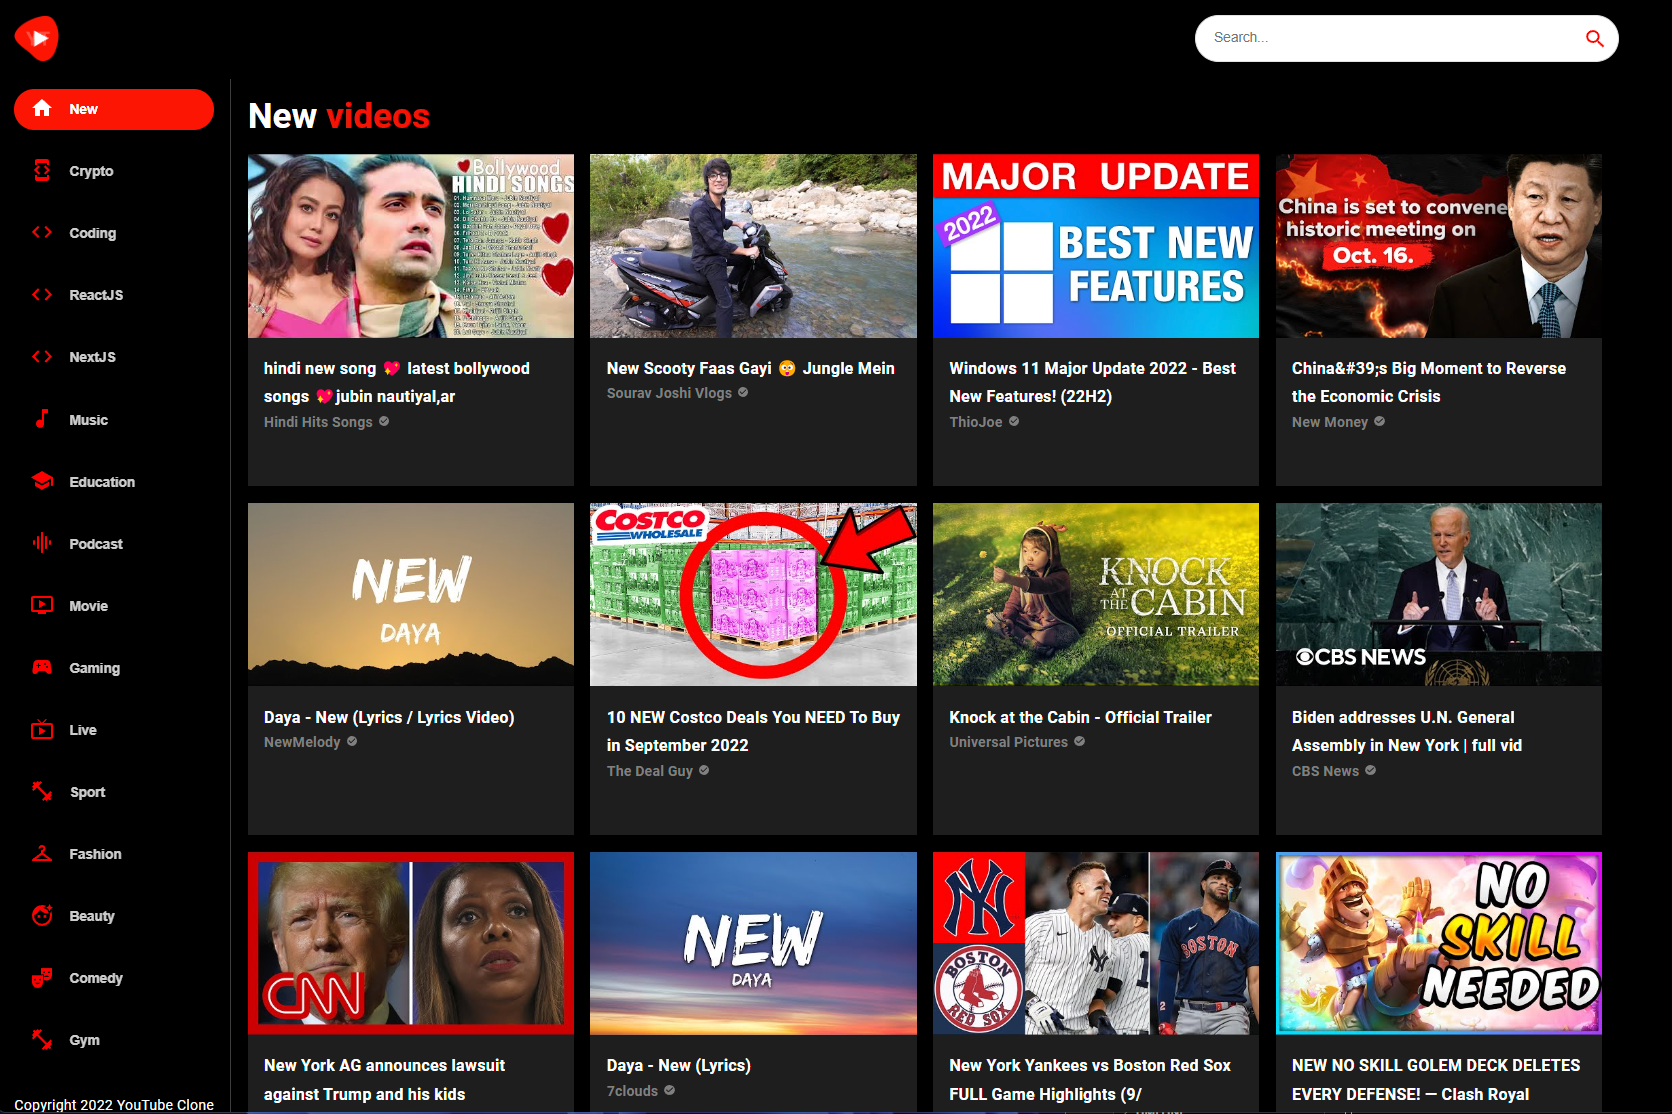 Search...
New
Crypto
Coding
ReactJS
NextJS
Music
Education
Podcast
Movie
Gaming
Live
Sport
Fashion
Beauty
Comedy
Gym
Copyright 2022 YouTube Clone
New videos
Bollywood
HINDI SONGS
hindi new song 💖 latest bollywood
songs 💖jubin nautiyal,ar
Hindi Hits Songs
New Scooty Faas Gayi 😳 Jungle Mein
Sourav Joshi Vlogs
MAJOR UPDATE
2022
BEST NEW
FEATURES
Windows 11 Major Update 2022 - Best
New Features! (22H2)
ThioJoe
China is set to convene
historic meeting on
Oct. 16.
China&#39;s Big Moment to Reverse
the Economic Crisis
New Money
NEW
DAYA
Daya - New (Lyrics / Lyrics Video)
NewMelody
COSTCO
WHOLESALE
10 NEW Costco Deals You NEED To Buy
in September 2022
The Deal Guy
KNOCK
AT THE CABIN
OFFICIAL TRAILER
Knock at the Cabin - Official Trailer
Universal Pictures
CBS NEWS
Biden addresses U.N. General
Assembly in New York | full vid
CBS News
CNN
New York AG announces lawsuit
against Trump and his kids
NEW
DAYA
Daya - New (Lyrics)
7clouds
NY
BOSTON
RED SOX
BOSTON
New York Yankees vs Boston Red Sox
FULL Game Highlights (9/
NO
SKILL
NEEDED
NEW NO SKILL GOLEM DECK DELETES
EVERY DEFENSE! — Clash Royal